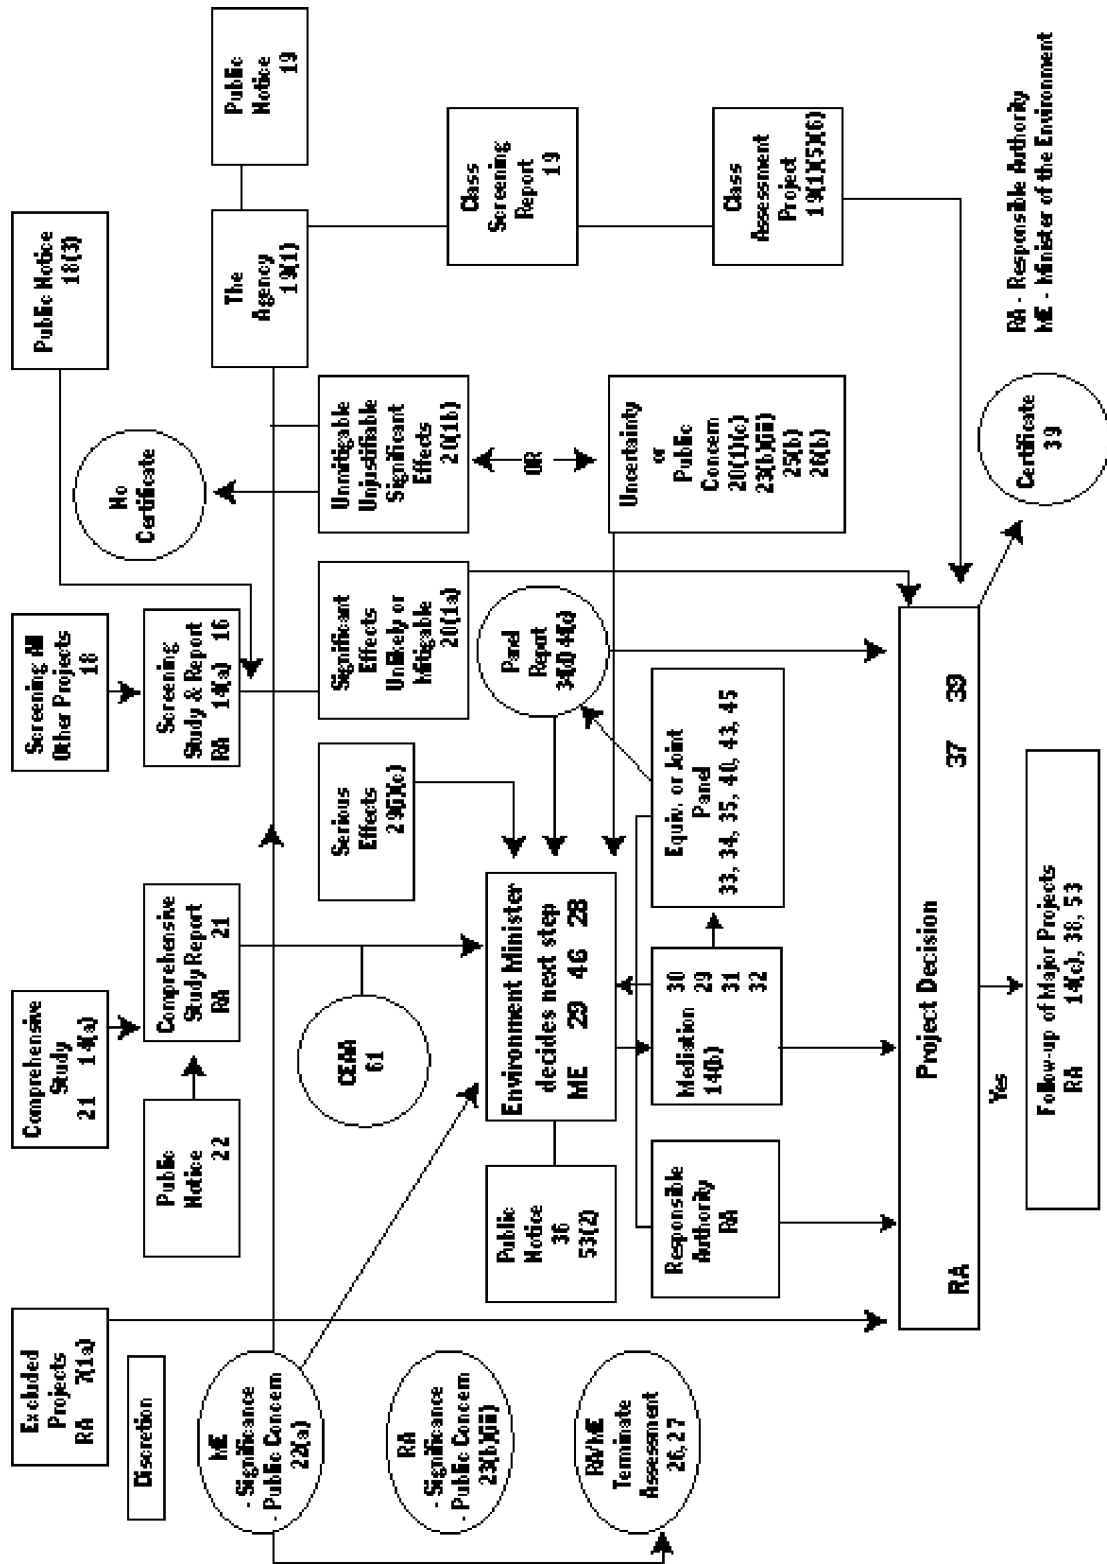 Excluded
Projects
RA 7(1a)
Comprehensive
Study
21 14(a)
Screening All
Other Projects
18
Public Notice
18(3)
Discretion
Public
Notice
22
Comprehensive
Study Report
RA 21
Screening
Study & Report
RA 14(a) 16
No
Certificate
ME
- Significance
- Public Concern
22(a)
The
Agency
19(1)
Public
Notice
19
CEAA
61
Serious
Effects
Significant
Effects
Unlikely or
Mitigable
20(1a)
Unmitigable
Unjustifiable
Significant
Effects
20(1b)
RA
- Significance
- Public Concern
23(b)(iii)
Class
Screening
Report
19
OR
Public
Notice
36
53(2)
Environment Minister
decides next step
ME 29 46 28
Panel
Report
34(d) 44(d)
Uncertainty
or
Public
Concern
20(1)(c)
23(b)(iii)
25(b)
26(b)
RA/ME
Terminate
Assessment
26, 27
Responsible
Authority
RA
Mediation
14(b)
30
29
31
32
Equiv. or Joint
Panel
33, 34, 35, 40, 43, 45
Class
Assessment
Project
19(1)(5)(6)
Project Decision
RA 37 39
Yes
Certificate
39
Follow-up of Major Projects
RA 14(c), 38, 53
RA - Responsible Authority
ME - Minister of the Environment